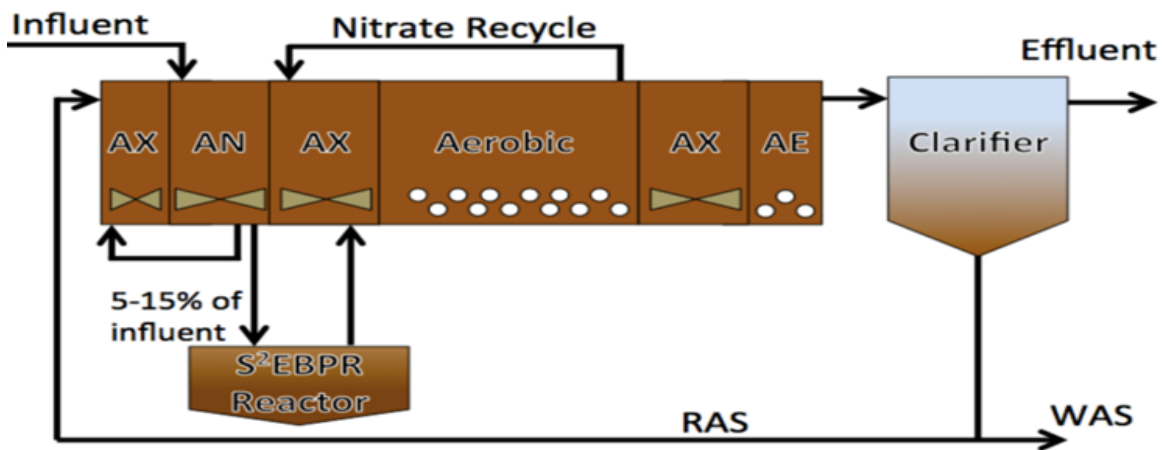 Influent
Nitrate Recycle
Effluent
AX
AN
AX
Aerobic
AX
AE
Clarifier
5-15% of
influent
S²EBPR
Reactor
RAS
WAS